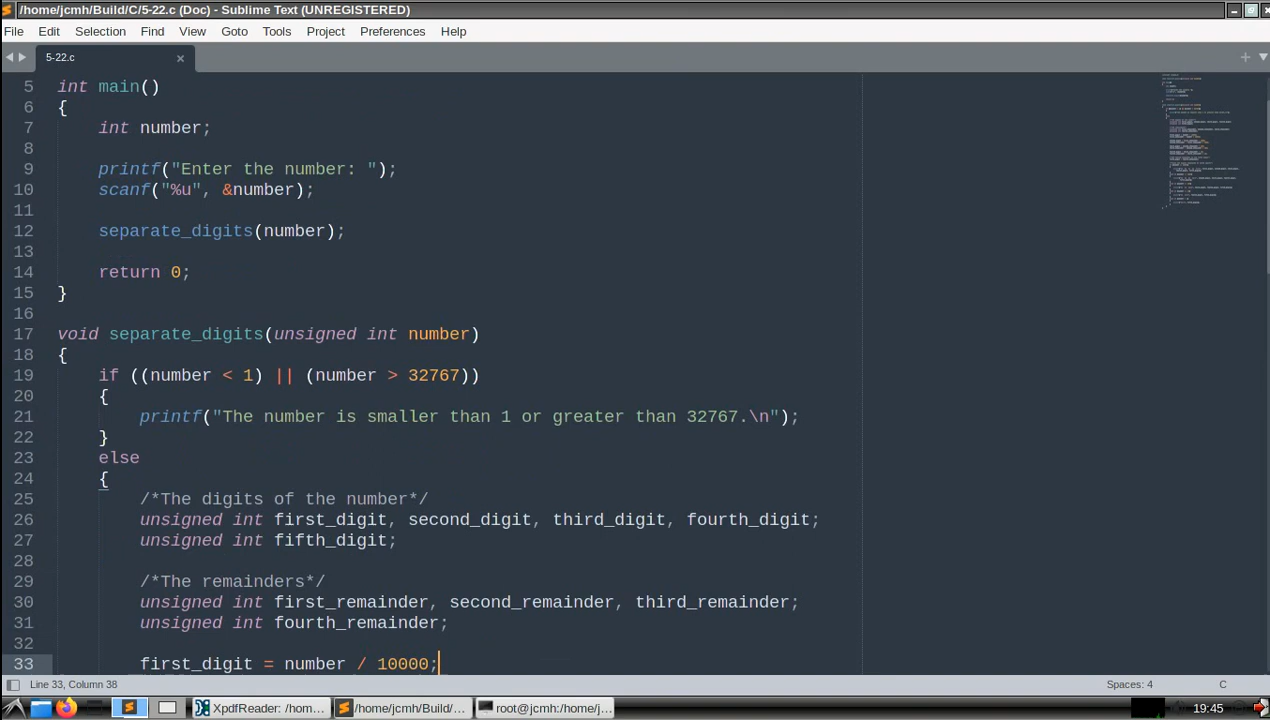 /home/jcmh/Build/C/5-22.c (Doc) - Sublime Text (UNREGISTERED)
File Edit Selection Find View Goto Tools Project Preferences Help
5-22.c
5 int main()
6 {
7 int number;
8
9 printf("Enter the number: ");
10 scanf("%u", &number);
11
12 separate_digits(number);
13
14 return 0;
15 }
16
17 void separate_digits(unsigned int number)
18 {
19 if ((number < 1) || (number > 32767))
20 {
21 printf("The number is smaller than 1 or greater than 32767.\n");
22 }
23 else
24 {
25 /*The digits of the number*/
26 unsigned int first_digit, second_digit, third_digit, fourth_digit;
27 unsigned int fifth_digit;
28
29 /*The remainders*/
30 unsigned int first_remainder, second_remainder, third_remainder;
31 unsigned int fourth_remainder;
32
33 first_digit = number / 10000;
Line 33, Column 38 Spaces: 4 C
XpdfReader: /hom... /home/jcmh/Build/... root@jcmh:/home/j... 19:45